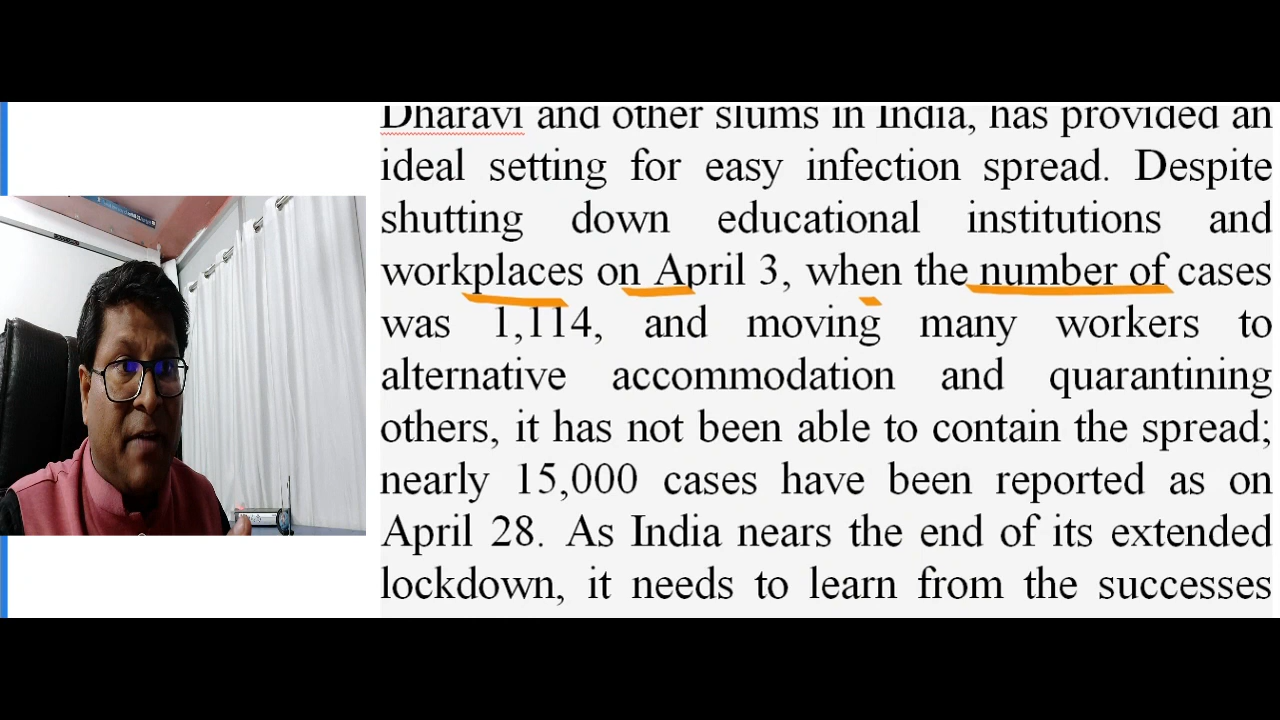 Dharavi and other slums in India, has provided an
ideal setting for easy infection spread. Despite
shutting down educational institutions and
workplaces on April 3, when the number of cases
was 1,114, and moving many workers to
alternative accommodation and quarantining
others, it has not been able to contain the spread;
nearly 15,000 cases have been reported as on
April 28. As India nears the end of its extended
lockdown, it needs to learn from the successes